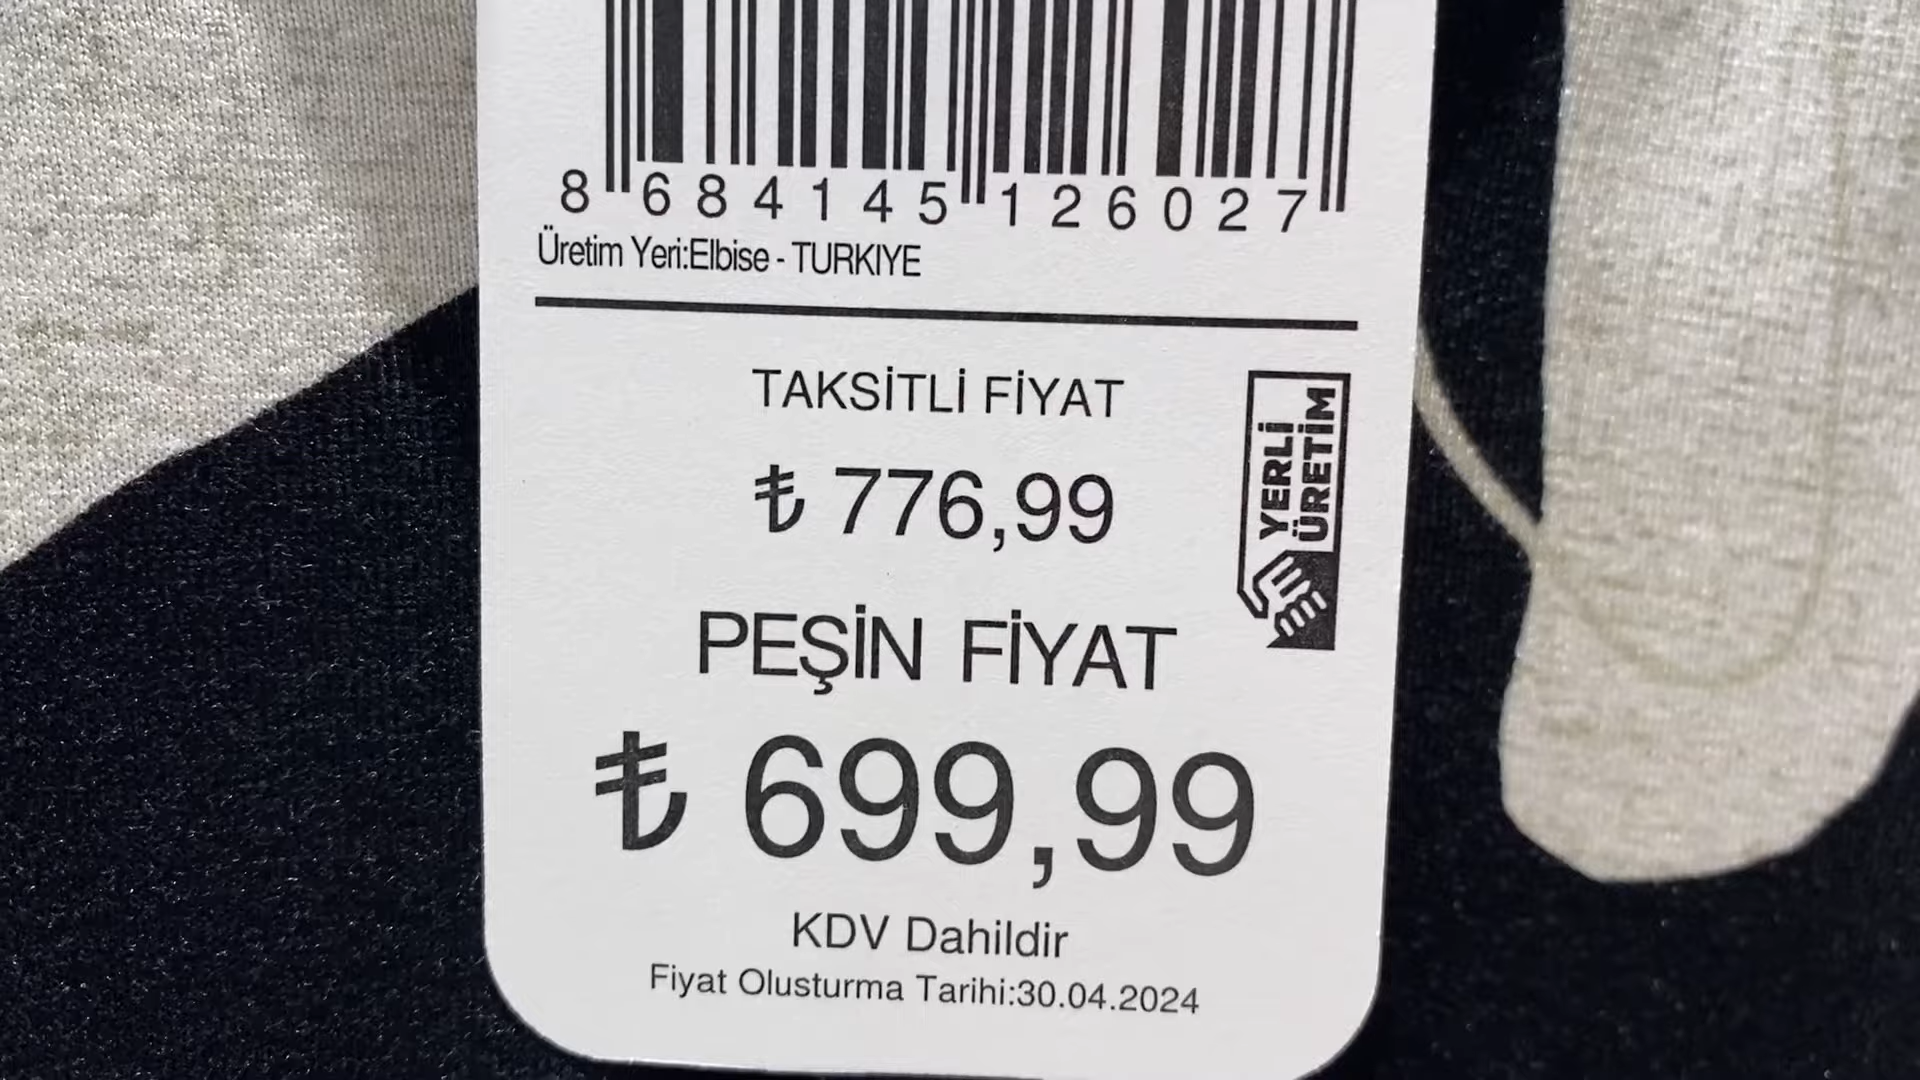 8 684145 126027
Üretim Yeri:Elbise - TURKIYE
TAKSİTLİ FİYAT
₺ 776,99
YERLİ
ÜRETİM
PEŞİN FİYAT
₺ 699,99
KDV Dahildir
Fiyat Olusturma Tarihi:30.04.2024